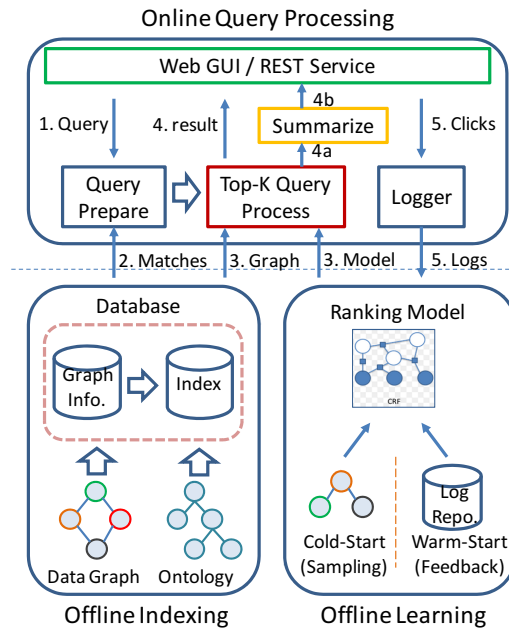 Online Query Processing
Web GUI / REST Service
4b
1. Query
4. result
Summarize
5. Clicks
4a
Query
Prepare
Top-K Query
Process
Logger
2. Matches
3. Graph
3. Model
5. Logs
Database
Graph
Info.
Index
Data Graph
Ontology
Offline Indexing
Ranking Model
CRF
Log
Repo.
Cold-Start
(Sampling)
Warm-Start
(Feedback)
Offline Learning